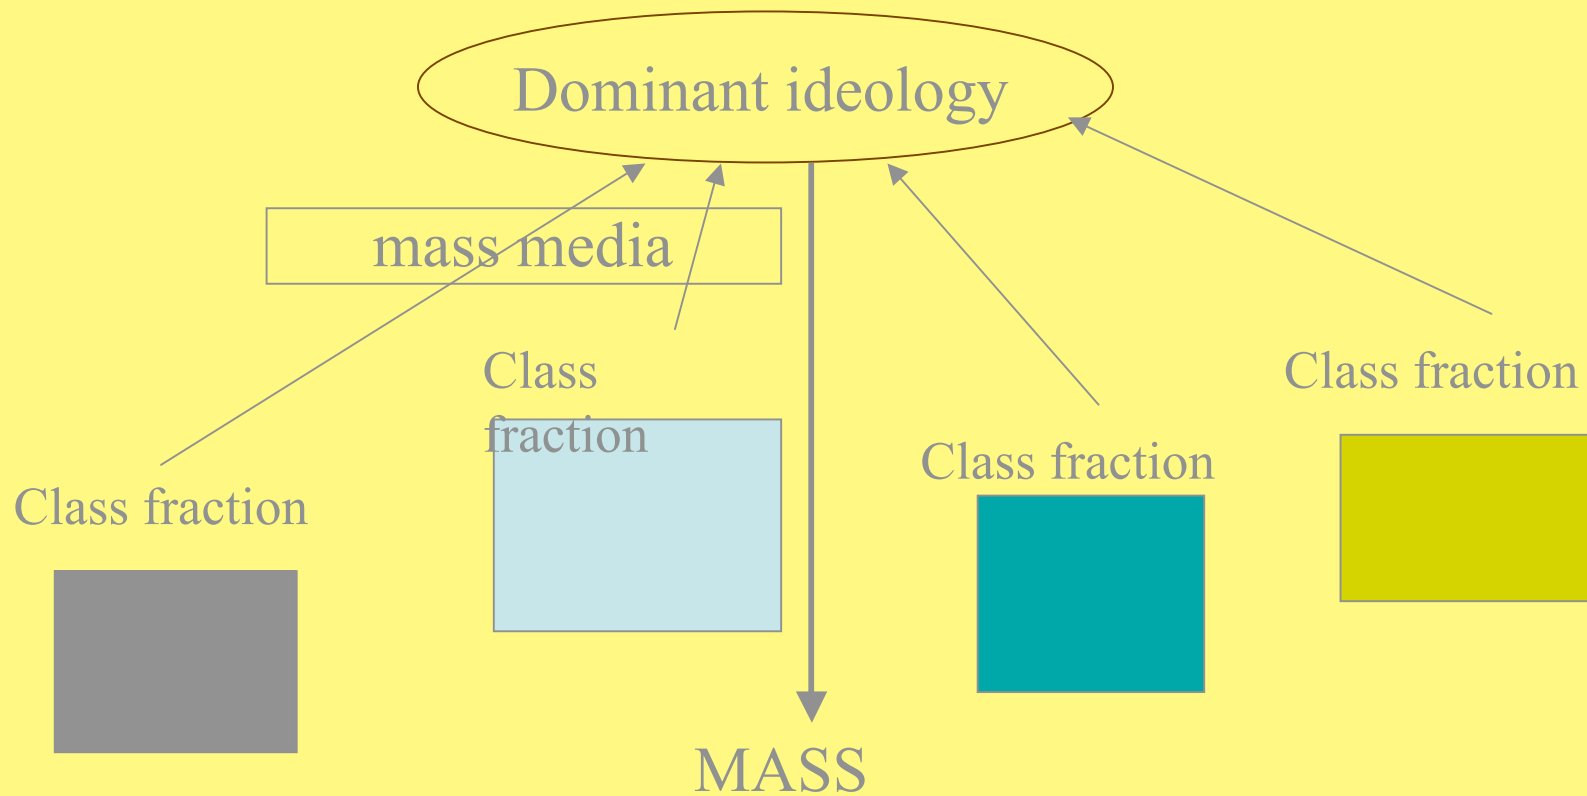 Dominant ideology
mass media
Class
fraction
Class fraction
Class fraction
Class fraction
MASS